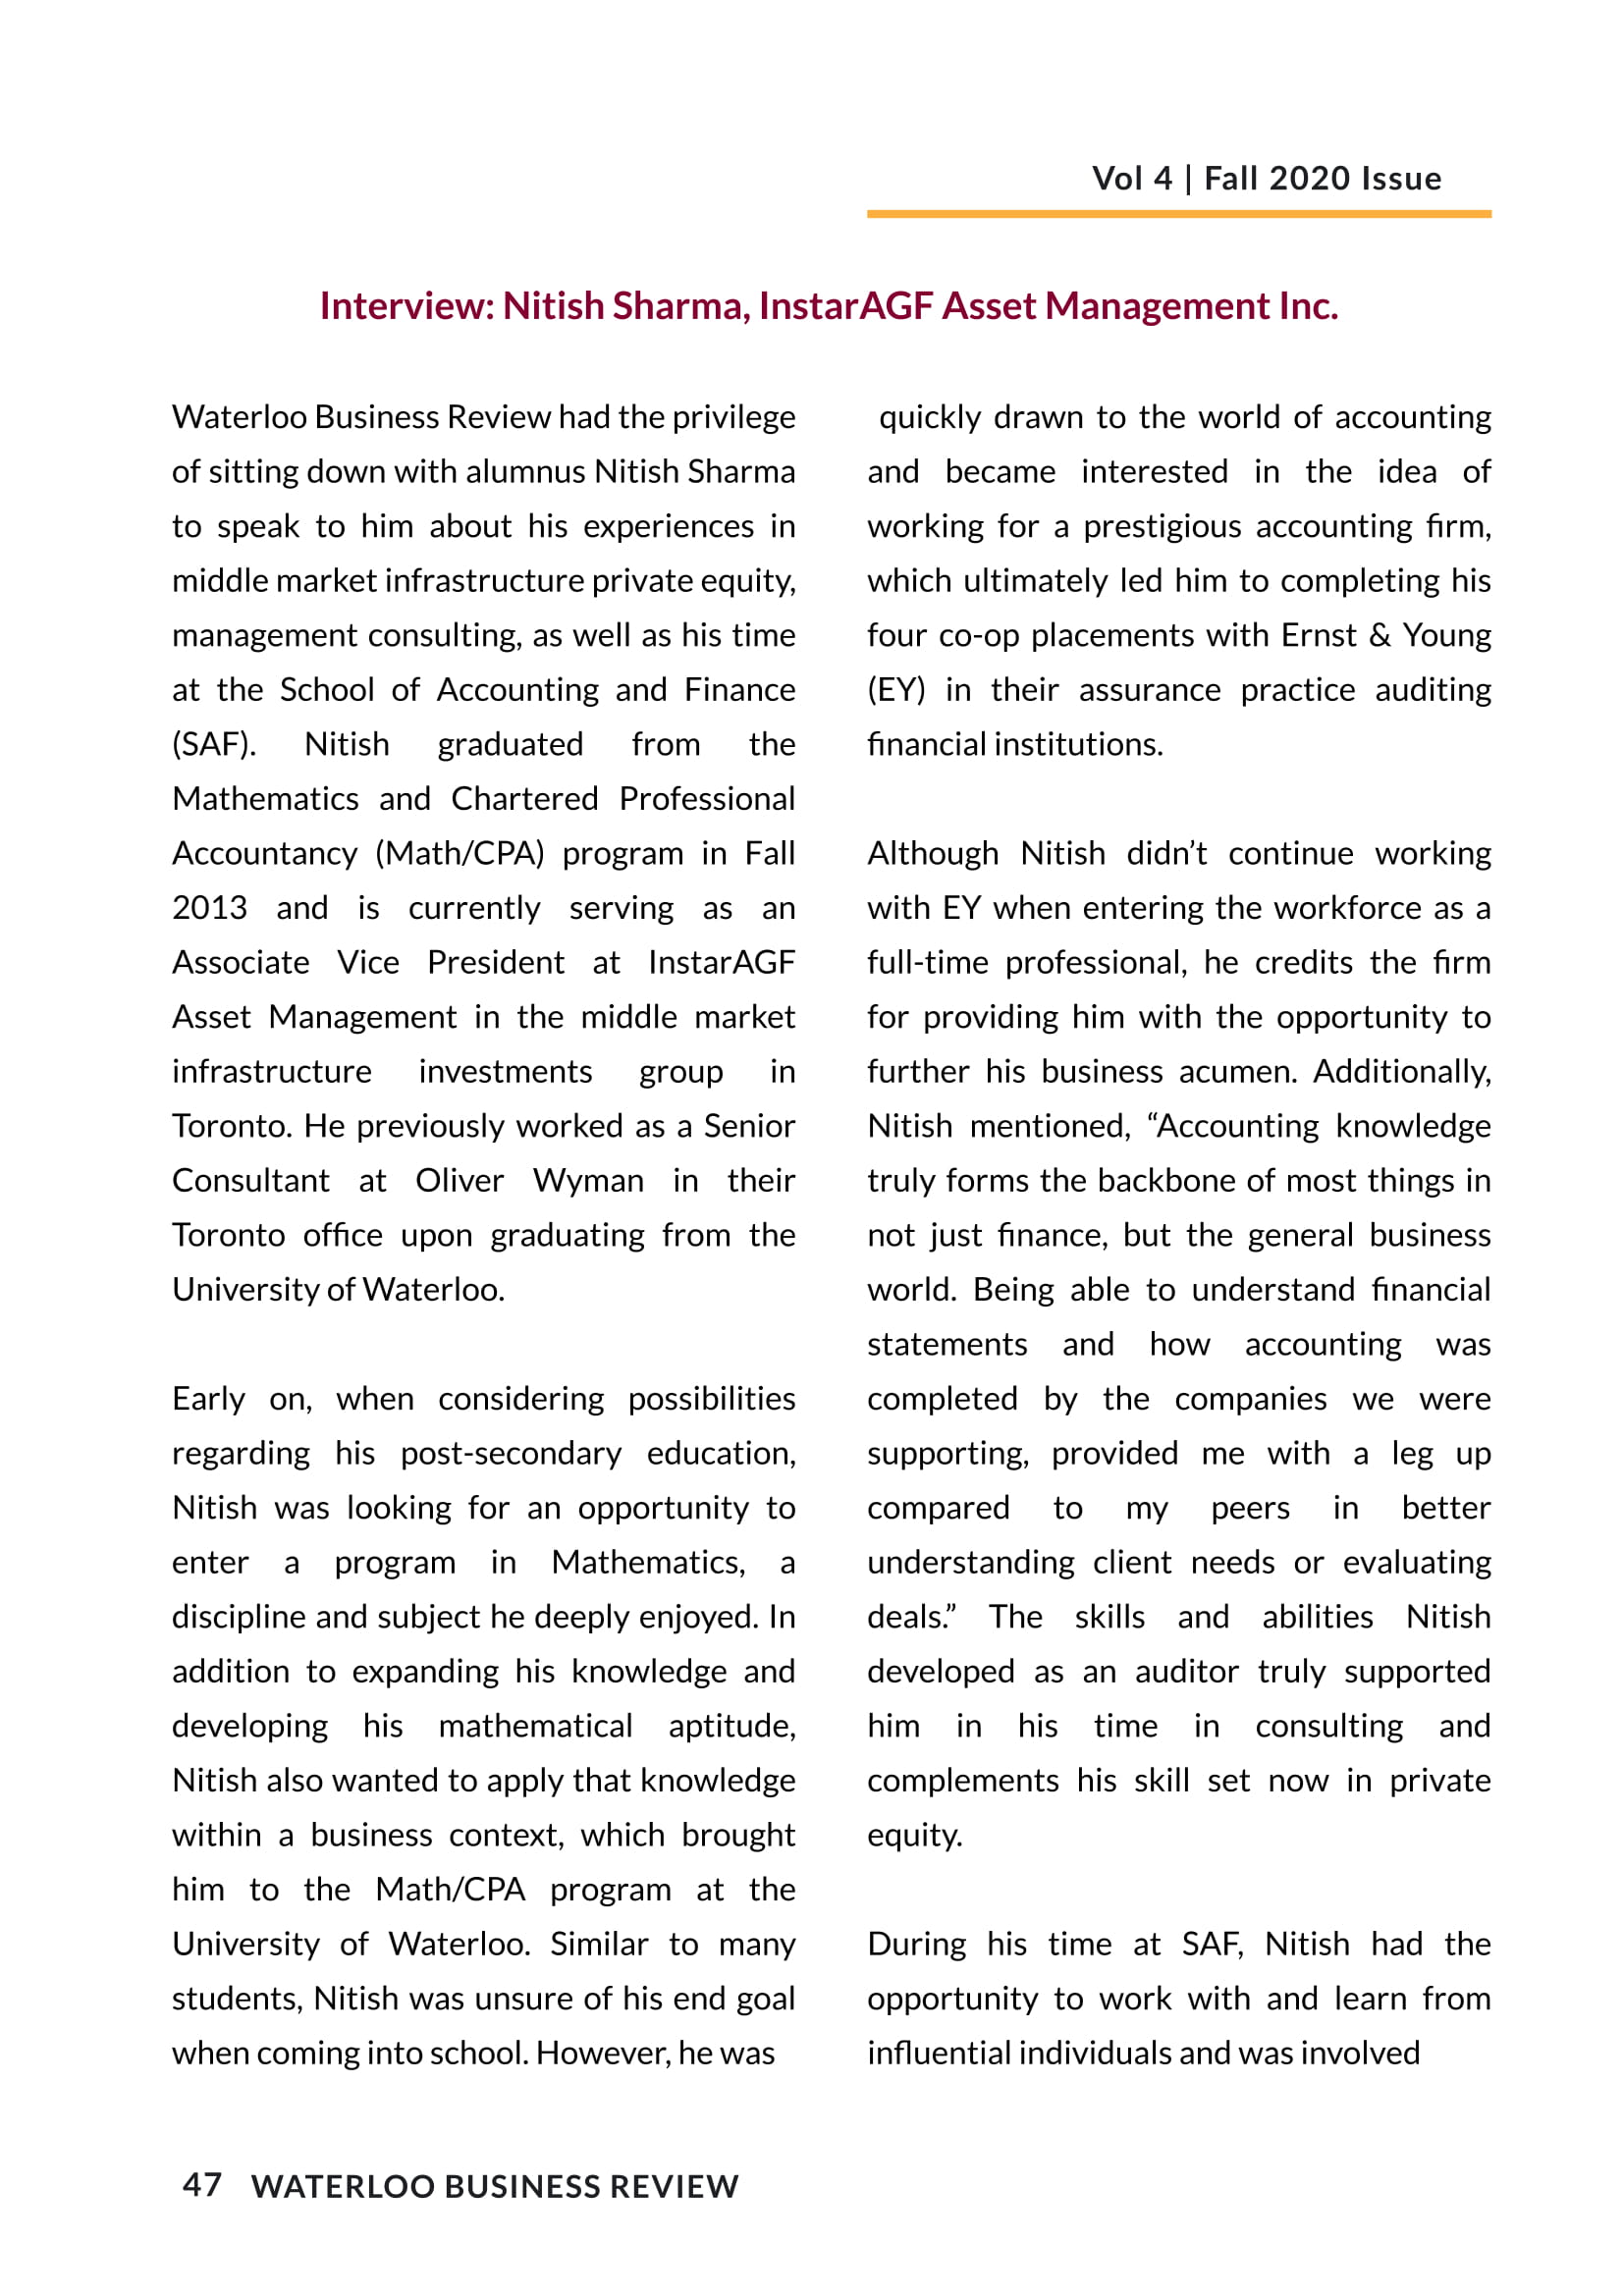 Vol 4 | Fall 2020 Issue
Interview: Nitish Sharma, InstarAGF Asset Management Inc.
Waterloo Business Review had the privilege
of sitting down with alumnus Nitish Sharma
to speak to him about his experiences in
middle market infrastructure private equity,
management consulting, as well as his time
at the School of Accounting and Finance
(SAF). Nitish graduated from the
Mathematics and Chartered Professional
Accountancy (Math/CPA) program in Fall
2013 and is currently serving as an
Associate Vice President at InstarAGF
Asset Management in the middle market
infrastructure investments group in
Toronto. He previously worked as a Senior
Consultant at Oliver Wyman in their
Toronto office upon graduating from the
University of Waterloo.
Early on, when considering possibilities
regarding his post-secondary education,
Nitish was looking for an opportunity to
enter a program in Mathematics, a
discipline and subject he deeply enjoyed. In
addition to expanding his knowledge and
developing his mathematical aptitude,
Nitish also wanted to apply that knowledge
within a business context, which brought
him to the Math/CPA program at the
University of Waterloo. Similar to many
students, Nitish was unsure of his end goal
when coming into school. However, he was
quickly drawn to the world of accounting
and became interested in the idea of
working for a prestigious accounting firm,
which ultimately led him to completing his
four co-op placements with Ernst & Young
(EY) in their assurance practice auditing
financial institutions.
Although Nitish didn’t continue working
with EY when entering the workforce as a
full-time professional, he credits the firm
for providing him with the opportunity to
further his business acumen. Additionally,
Nitish mentioned, “Accounting knowledge
truly forms the backbone of most things in
not just finance, but the general business
world. Being able to understand financial
statements and how accounting was
completed by the companies we were
supporting, provided me with a leg up
compared to my peers in better
understanding client needs or evaluating
deals.” The skills and abilities Nitish
developed as an auditor truly supported
him in his time in consulting and
complements his skill set now in private
equity.
During his time at SAF, Nitish had the
opportunity to work with and learn from
influential individuals and was involved
47 WATERLOO BUSINESS REVIEW